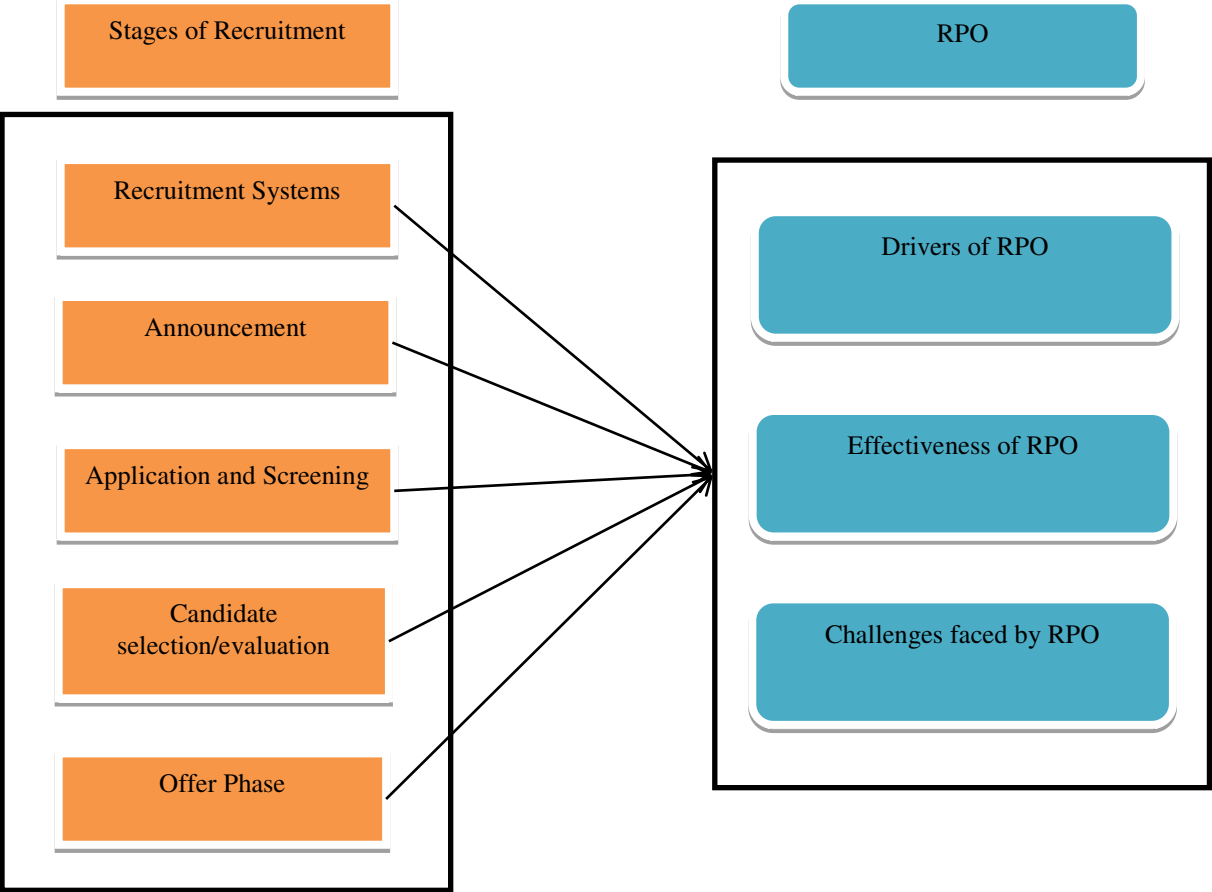 Stages of Recruitment
RPO
Recruitment Systems
Announcement
Application and Screening
Candidate
selection/evaluation
Offer Phase
Drivers of RPO
Effectiveness of RPO
Challenges faced by RPO